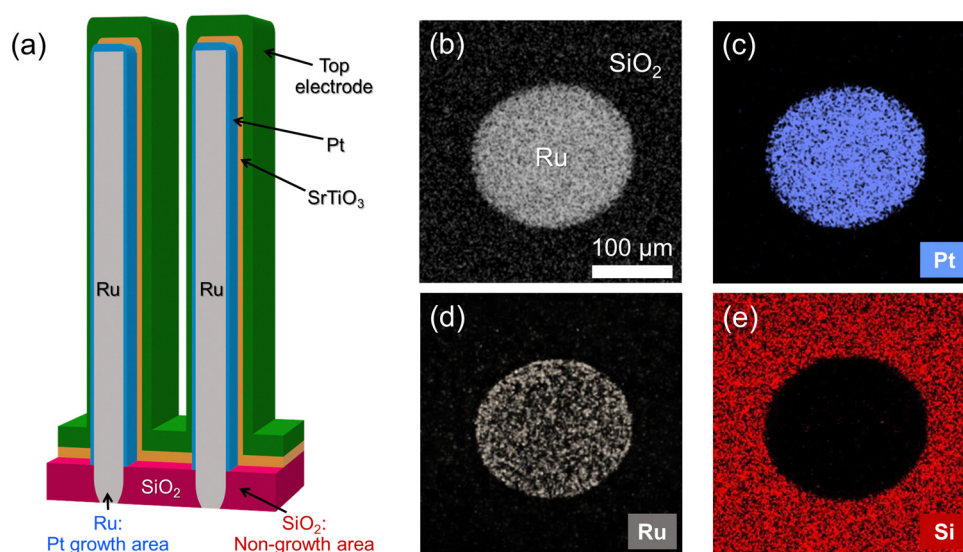 (a)
Top
electrode
Pt
SrTiO₃
Ru
Ru
SiO₂
Ru:
Pt growth area
SiO₂:
Non-growth area
(b)
SiO₂
Ru
100 μm
(c)
Pt
(d)
Ru
(e)
Si